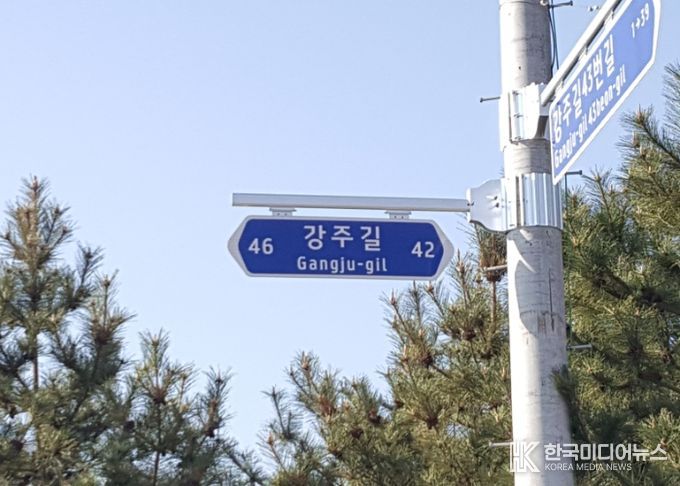 46 강주길 42
Gangju-gil
강주길43번길 1→39
Gangju-gil 43beon-gil
한국미디어뉴스
KOREA MEDIA NEWS